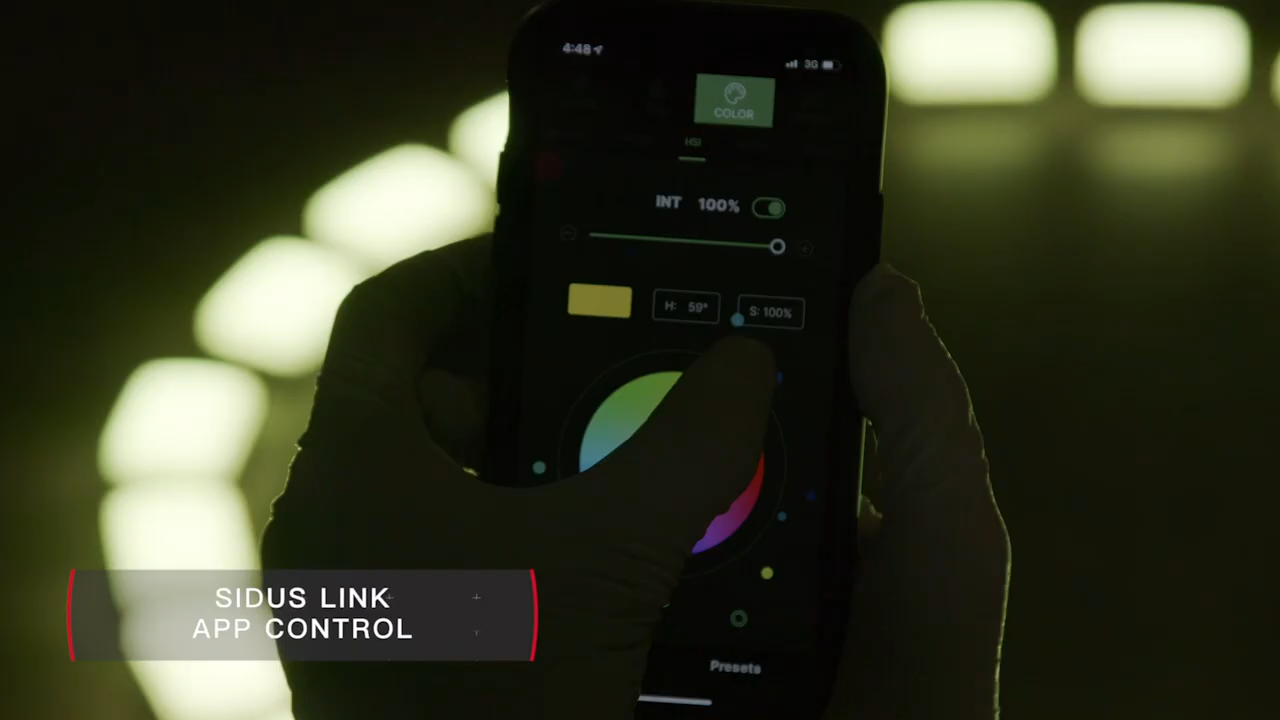 4:48
3G
COLOR
HSI
INT 100%
H: 59°
S: 100%
SIDUS LINK
APP CONTROL
Presets